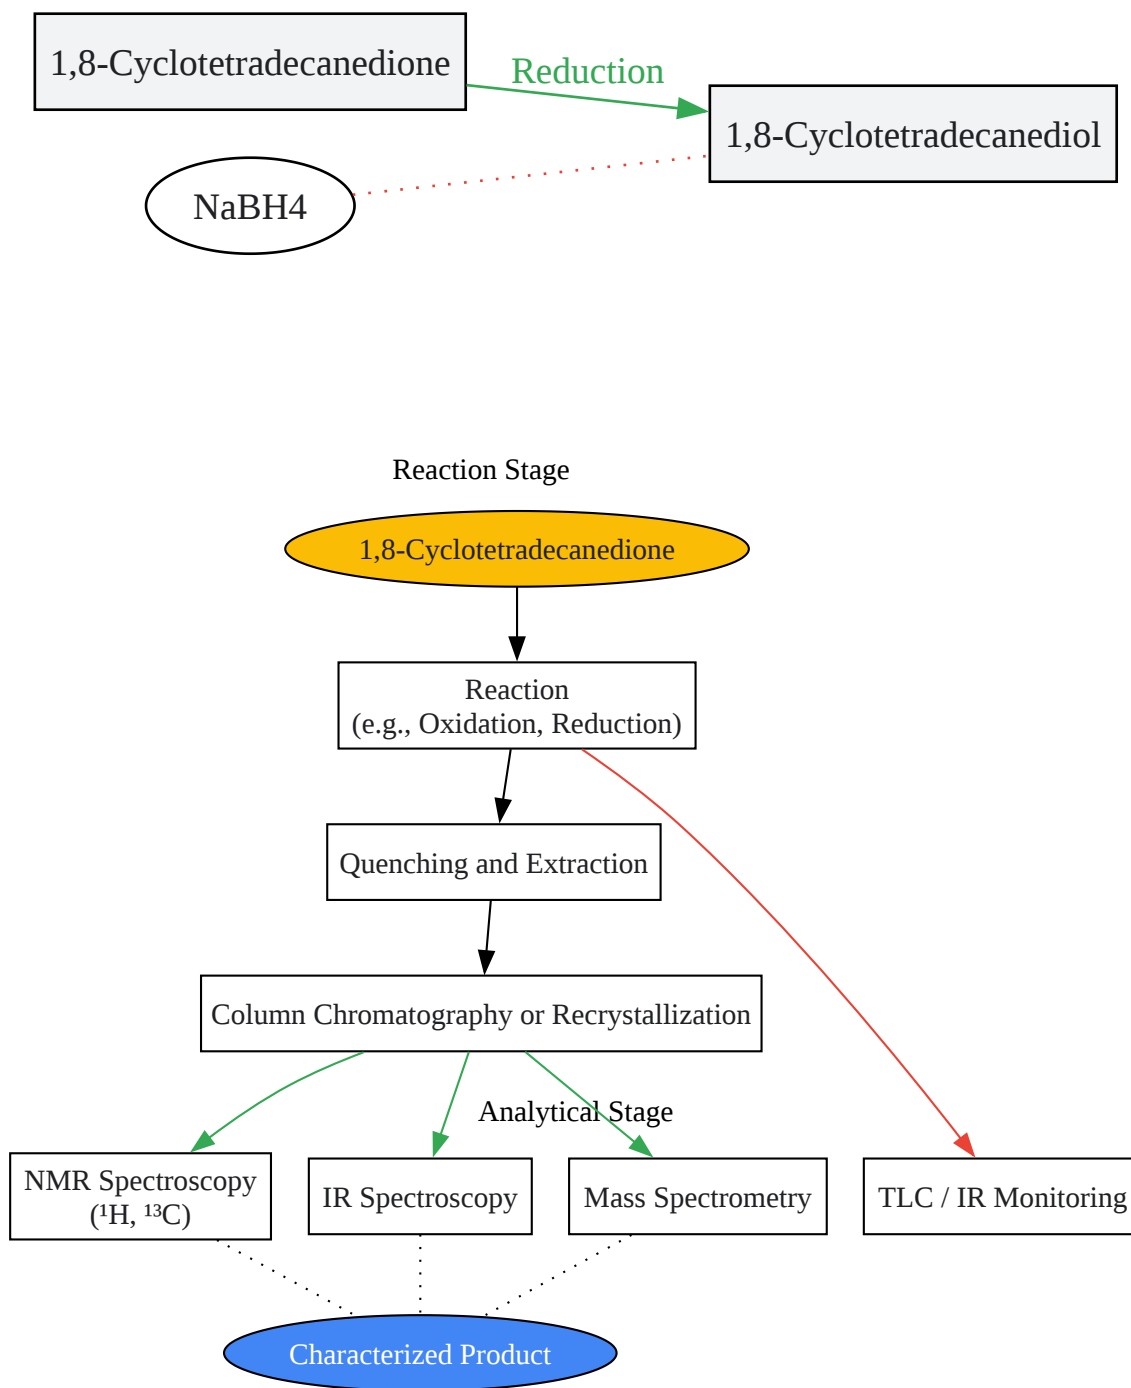 1,8-Cyclotetradecanedione
Reduction
1,8-Cyclotetradecanediol
NaBH4
Reaction Stage
1,8-Cyclotetradecanedione
Reaction
(e.g., Oxidation, Reduction)
Quenching and Extraction
Column Chromatography or Recrystallization
Analytical Stage
NMR Spectroscopy
(¹H, ¹³C)
IR Spectroscopy
Mass Spectrometry
TLC / IR Monitoring
Characterized Product